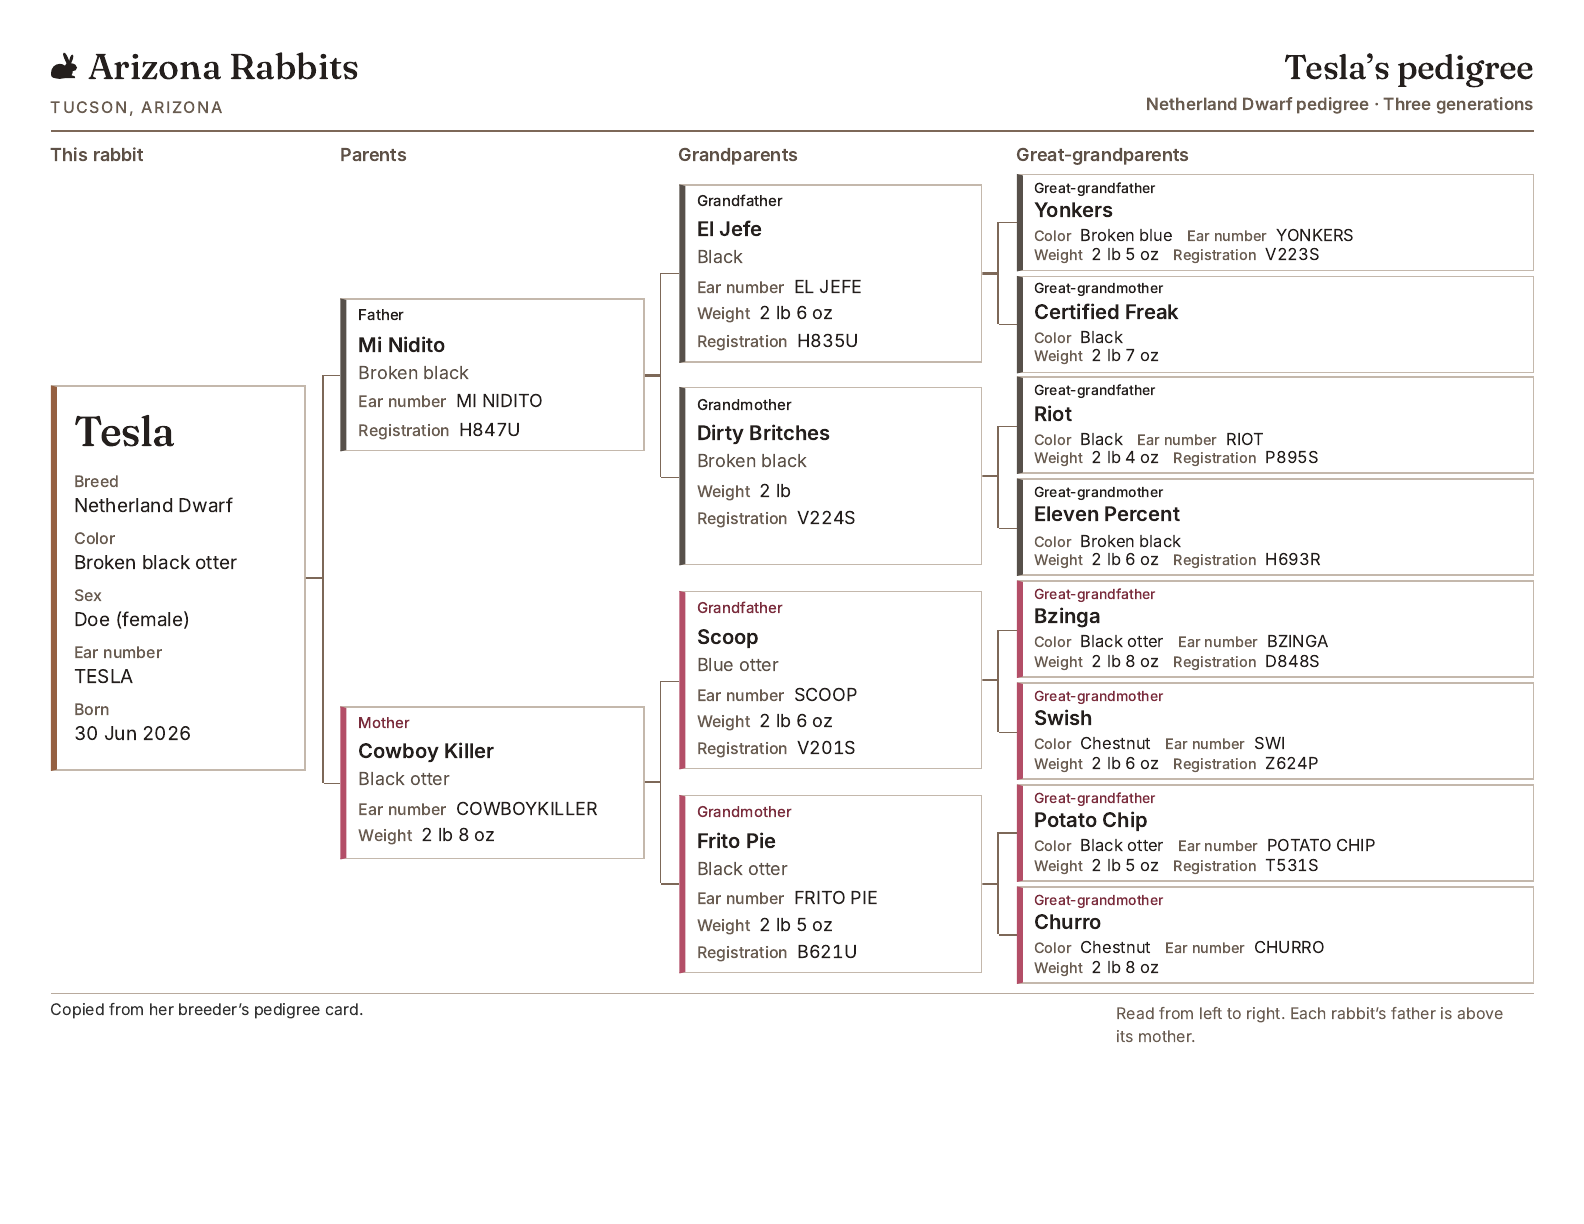 Arizona Rabbits
TUCSON, ARIZONA
Tesla’s pedigree
Netherland Dwarf pedigree · Three generations
This rabbit
Tesla
Breed
Netherland Dwarf
Color
Broken black otter
Sex
Doe (female)
Ear number
TESLA
Born
30 Jun 2026
Parents
Father
Mi Nidito
Broken black
Ear number MI NIDITO
Registration H847U
Mother
Cowboy Killer
Black otter
Ear number COWBOYKILLER
Weight 2 lb 8 oz
Grandparents
Grandfather
El Jefe
Black
Ear number EL JEFE
Weight 2 lb 6 oz
Registration H835U
Grandmother
Dirty Britches
Broken black
Weight 2 lb
Registration V224S
Grandfather
Scoop
Blue otter
Ear number SCOOP
Weight 2 lb 6 oz
Registration V201S
Grandmother
Frito Pie
Black otter
Ear number FRITO PIE
Weight 2 lb 5 oz
Registration B621U
Great-grandparents
Great-grandfather
Yonkers
Color Broken blue Ear number YONKERS
Weight 2 lb 5 oz Registration V223S
Great-grandmother
Certified Freak
Color Black
Weight 2 lb 7 oz
Great-grandfather
Riot
Color Black Ear number RIOT
Weight 2 lb 4 oz Registration P895S
Great-grandmother
Eleven Percent
Color Broken black
Weight 2 lb 6 oz Registration H693R
Great-grandfather
Bzinga
Color Black otter Ear number BZINGA
Weight 2 lb 8 oz Registration D848S
Great-grandmother
Swish
Color Chestnut Ear number SWI
Weight 2 lb 6 oz Registration Z624P
Great-grandfather
Potato Chip
Color Black otter Ear number POTATO CHIP
Weight 2 lb 5 oz Registration T531S
Great-grandmother
Churro
Color Chestnut Ear number CHURRO
Weight 2 lb 8 oz
Copied from her breeder’s pedigree card.
Read from left to right. Each rabbit’s father is above
its mother.